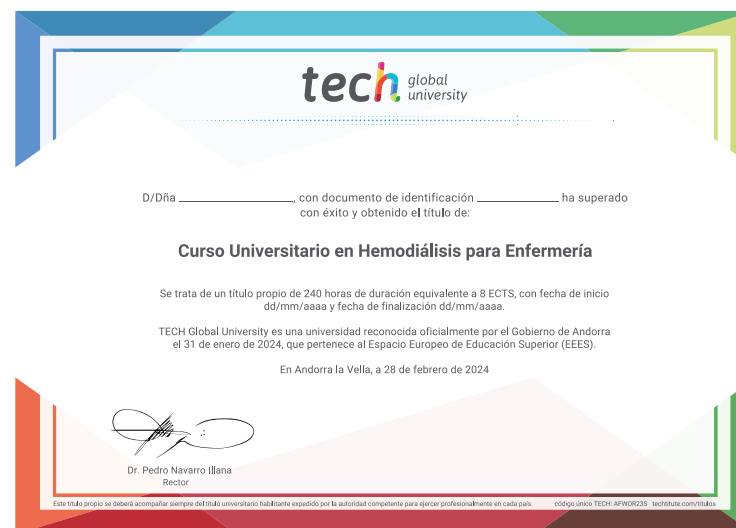 tech global university
D/Dña ____________, con documento de identificación ____________ ha superado
con éxito y obtenido el título de:
Curso Universitario en Hemodiálisis para Enfermería
Se trata de un título propio de 240 horas de duración equivalente a 8 ECTS, con fecha de inicio
dd/mm/aaaa y fecha de finalización dd/mm/aaaa.
TECH Global University es una universidad reconocida oficialmente por el Gobierno de Andorra
el 31 de enero de 2024, que pertenece al Espacio Europeo de Educación Superior (EEES).
En Andorra la Vella, a 28 de febrero de 2024
Dr. Pedro Navarro Illana
Rector
Este título propio se deberá acompañar siempre del título universitario habilitante expedido por la autoridad competente para ejercer profesionalmente en cada país. código único TECH: AFWOR23S techtitute.com/títulos